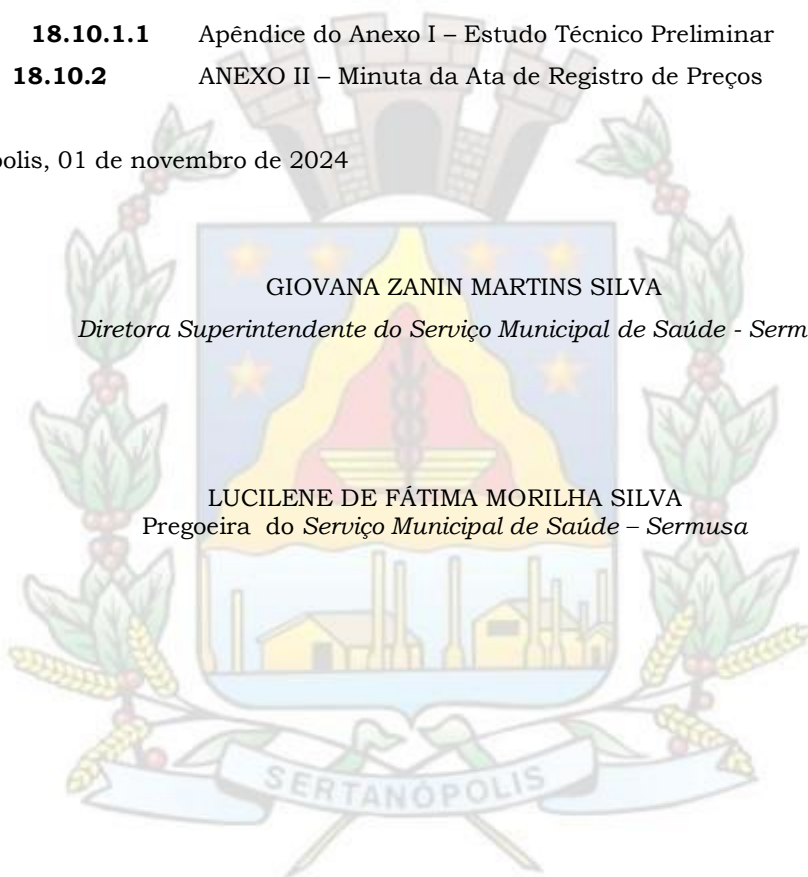 18.10.1.1 Apêndice do Anexo I – Estudo Técnico Preliminar
18.10.2 ANEXO II – Minuta da Ata de Registro de Preços
polis, 01 de novembro de 2024
GIOVANA ZANIN MARTINS SILVA
Diretora Superintendente do Serviço Municipal de Saúde - Serm
LUCILENE DE FÁTIMA MORILHA SILVA
Pregoeira do Serviço Municipal de Saúde – Sermusa
SERTANÓPOLIS